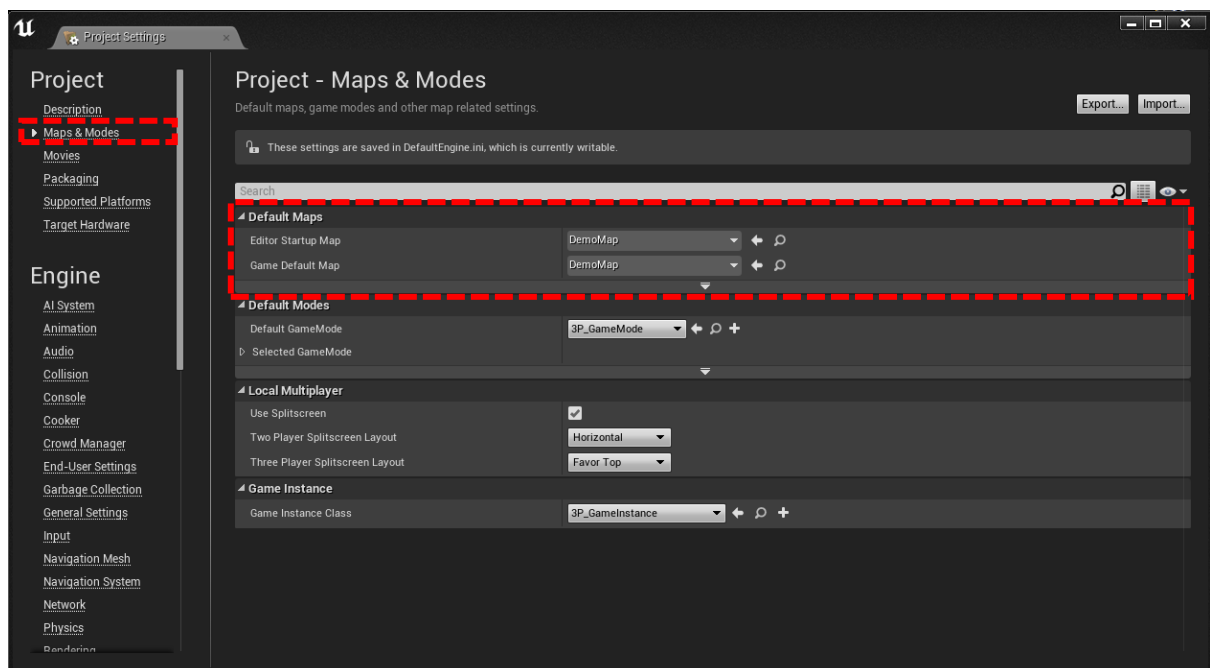 Project Settings
Project
Description
Maps & Modes
Movies
Packaging
Supported Platforms
Target Hardware
Engine
AI System
Animation
Audio
Collision
Console
Cooker
Crowd Manager
End-User Settings
Garbage Collection
General Settings
Input
Navigation Mesh
Navigation System
Network
Physics
Rendering
Project - Maps & Modes
Default maps, game modes and other map related settings.
Export... Import...
These settings are saved in DefaultEngine.ini, which is currently writable.
Search
Default Maps
Editor Startup Map DemoMap
Game Default Map DemoMap
Default Modes
Default GameMode 3P_GameMode
Selected GameMode
Local Multiplayer
Use Splitscreen
Two Player Splitscreen Layout Horizontal
Three Player Splitscreen Layout Favor Top
Game Instance
Game Instance Class 3P_GameInstance